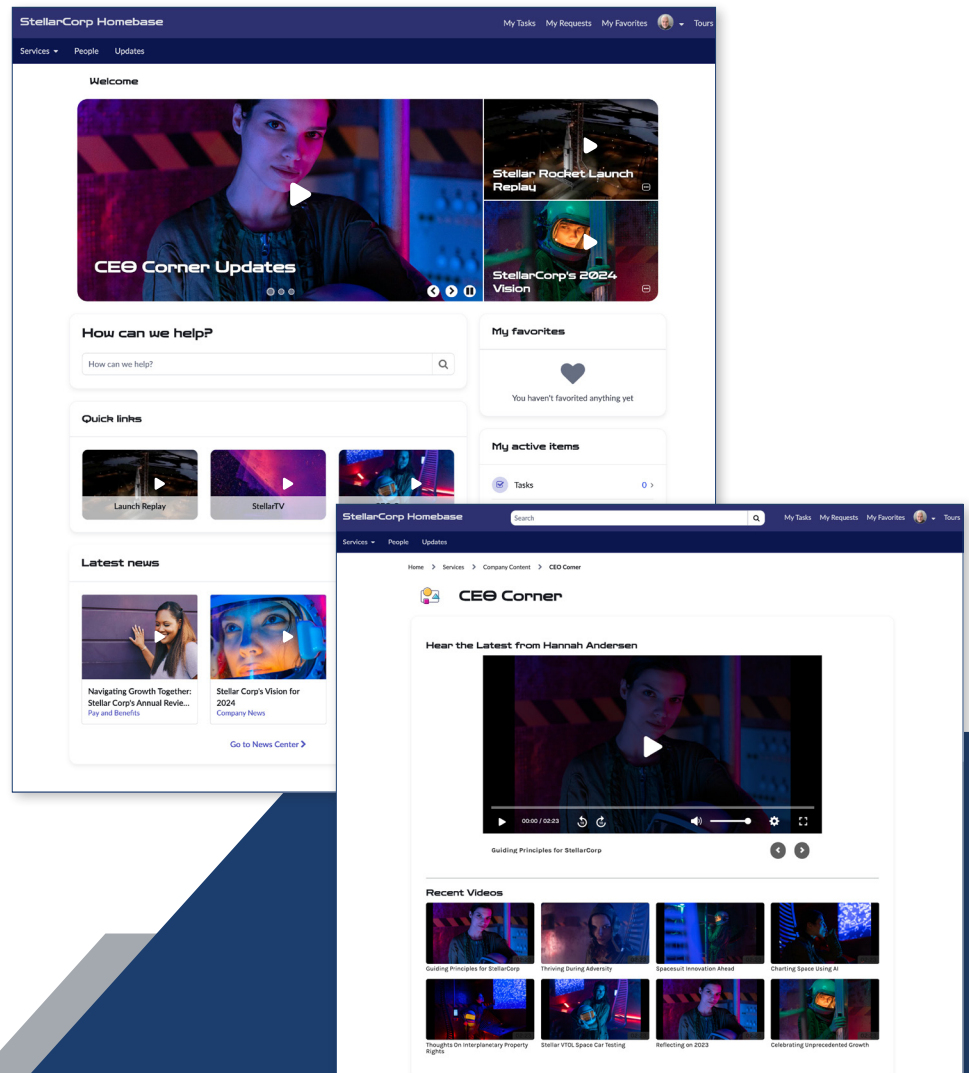 StellarCorp Homebase
My Tasks My Requests My Favorites Tours
Services People Updates
Welcome
CEO Corner Updates
Stellar Rocket Launch
Replay
StellarCorp's 2024
Vision
How can we help?
How can we help?
My favorites
You haven't favorited anything yet
Quick links
Launch Replay StellarTV
My active items
Tasks 0
Latest news
Navigating Growth Together:
Stellar Corp's Annual Revie...
Pay and Benefits
Stellar Corp's Vision for
2024
Company News
Go to News Center
StellarCorp Homebase Search My Tasks My Requests My Favorites Tours
Services People Updates
Home > Services > Company Content > CEO Corner
CEO Corner
Hear the Latest from Hannah Andersen
00:00 / 02:23
Guiding Principles for StellarCorp
Recent Videos
Guiding Principles for StellarCorp
Thriving During Adversity
Spacesuit Innovation Ahead
Charting Space Using AI
Thoughts On Interplanetary Property
Rights
Stellar VTOL Space Car Testing
Reflecting on 2023
Celebrating Unprecedented Growth